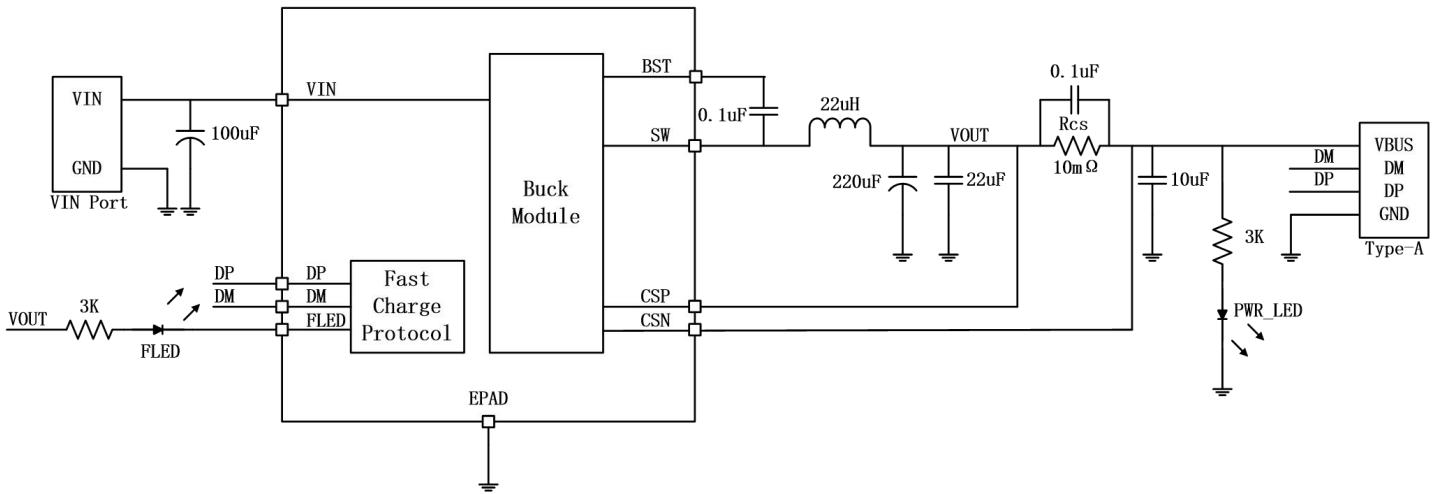 VIN
GND
VIN Port
100uF
VIN
BST
SW
Buck
Module
CSP
CSN
DP
DM
DP
DM
FLED
Fast
Charge
Protocol
VOUT
3K
FLED
EPAD
0.1uF
22uH
VOUT
220uF
22uF
0.1uF
Rcs
10mΩ
10uF
3K
PWR_LED
DM
DP
VBUS
DM
DP
GND
Type-A